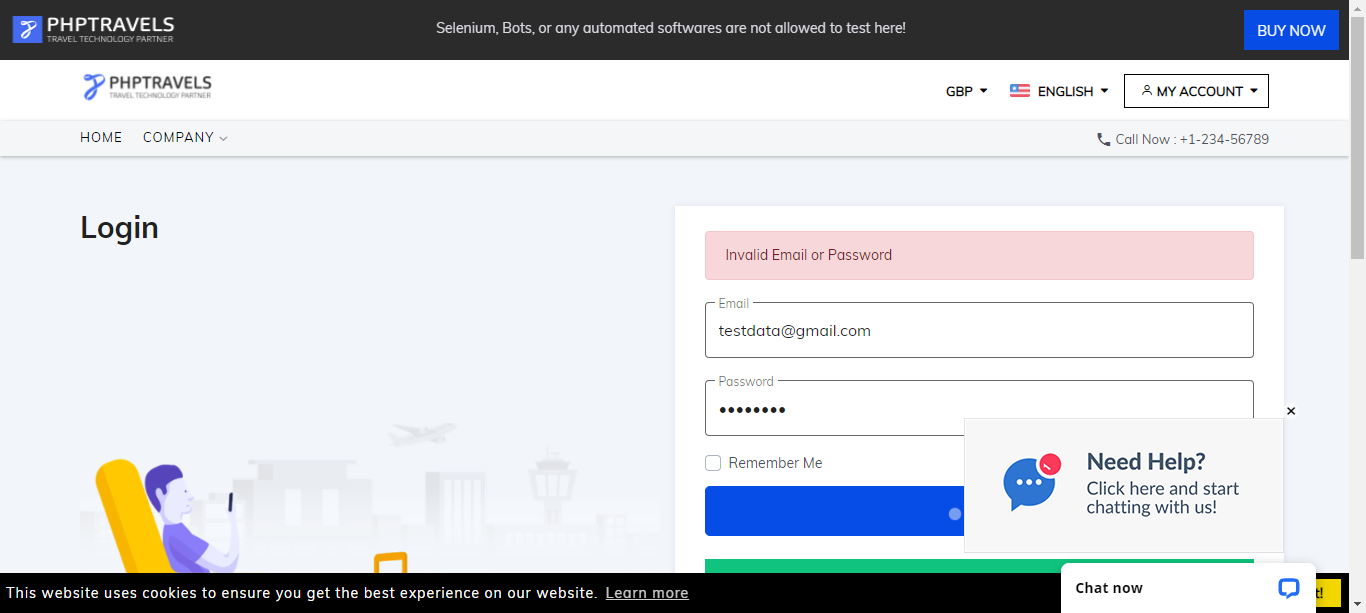 PHPTRAVELS
TRAVEL TECHNOLOGY PARTNER
Selenium, Bots, or any automated softwares are not allowed to test here!
BUY NOW
PHPTRAVELS
TRAVEL TECHNOLOGY PARTNER
GBP
ENGLISH
MY ACCOUNT
HOME
COMPANY
Call Now : +1-234-56789
Login
Invalid Email or Password
Email
testdata@gmail.com
Password
Remember Me
Need Help?
Click here and start
chatting with us!
This website uses cookies to ensure you get the best experience on our website. Learn more
Chat now